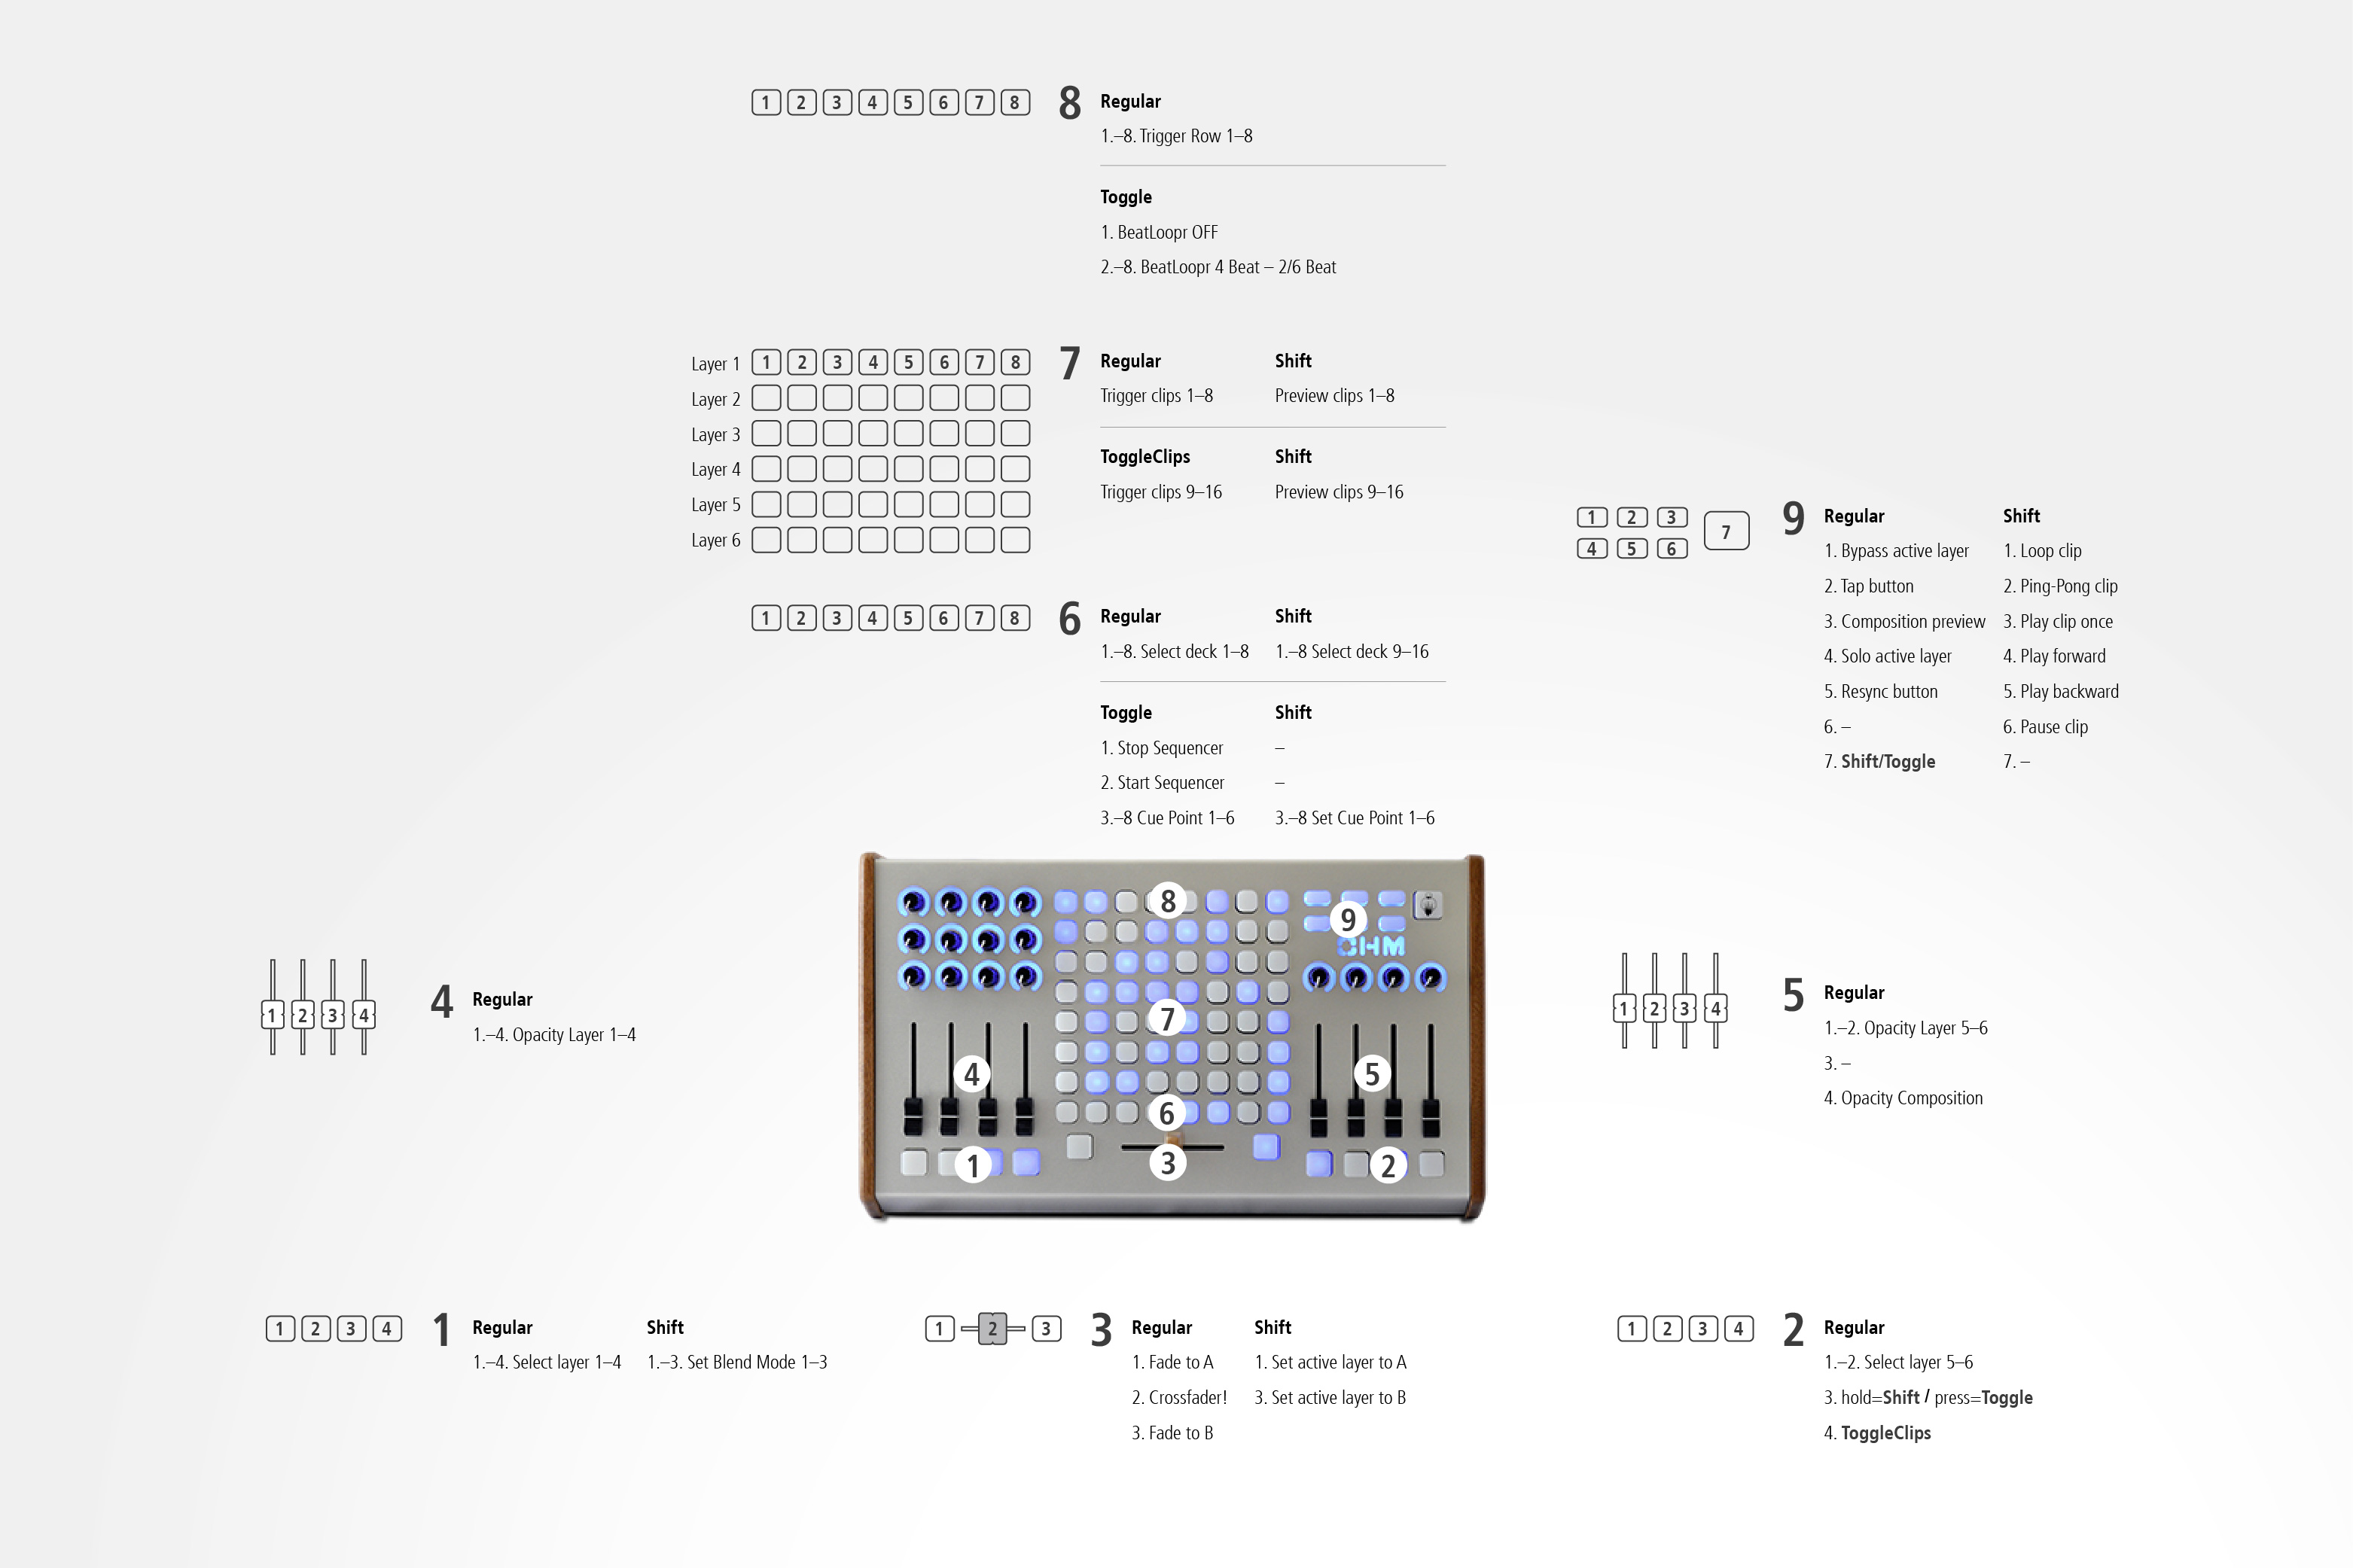 1 2 3 4 5 6 7 8
8
Regular
1.–8. Trigger Row 1–8
Toggle
1. BeatLoopr OFF
2.–8. BeatLoopr 4 Beat – 2/6 Beat
Layer 1 1 2 3 4 5 6 7 8
Layer 2
Layer 3
Layer 4
Layer 5
Layer 6
7
Regular Shift
Trigger clips 1–8 Preview clips 1–8
ToggleClips Shift
Trigger clips 9–16 Preview clips 9–16
1 2 3 7
4 5 6
9
Regular Shift
1. Bypass active layer 1. Loop clip
2. Tap button 2. Ping-Pong clip
3. Composition preview 3. Play clip once
4. Solo active layer 4. Play forward
5. Resync button 5. Play backward
6. – 6. Pause clip
7. Shift/Toggle 7. –
1 2 3 4 5 6 7 8
6
Regular Shift
1.–8. Select deck 1–8 1.–8 Select deck 9–16
Toggle Shift
1. Stop Sequencer –
2. Start Sequencer –
3.–8 Cue Point 1–6 3.–8 Set Cue Point 1–6
8
9
OHM
7
4
5
6
1
3
2
1 2 3 4
4
Regular
1.–4. Opacity Layer 1–4
1 2 3 4
5
Regular
1.–2. Opacity Layer 5–6
3. –
4. Opacity Composition
1 2 3 4
1
Regular Shift
1.–4. Select layer 1–4 1.–3. Set Blend Mode 1–3
1 2 3
3
Regular Shift
1. Fade to A 1. Set active layer to A
2. Crossfader! 3. Set active layer to B
3. Fade to B
1 2 3 4
2
Regular
1.–2. Select layer 5–6
3. hold=Shift / press=Toggle
4. ToggleClips